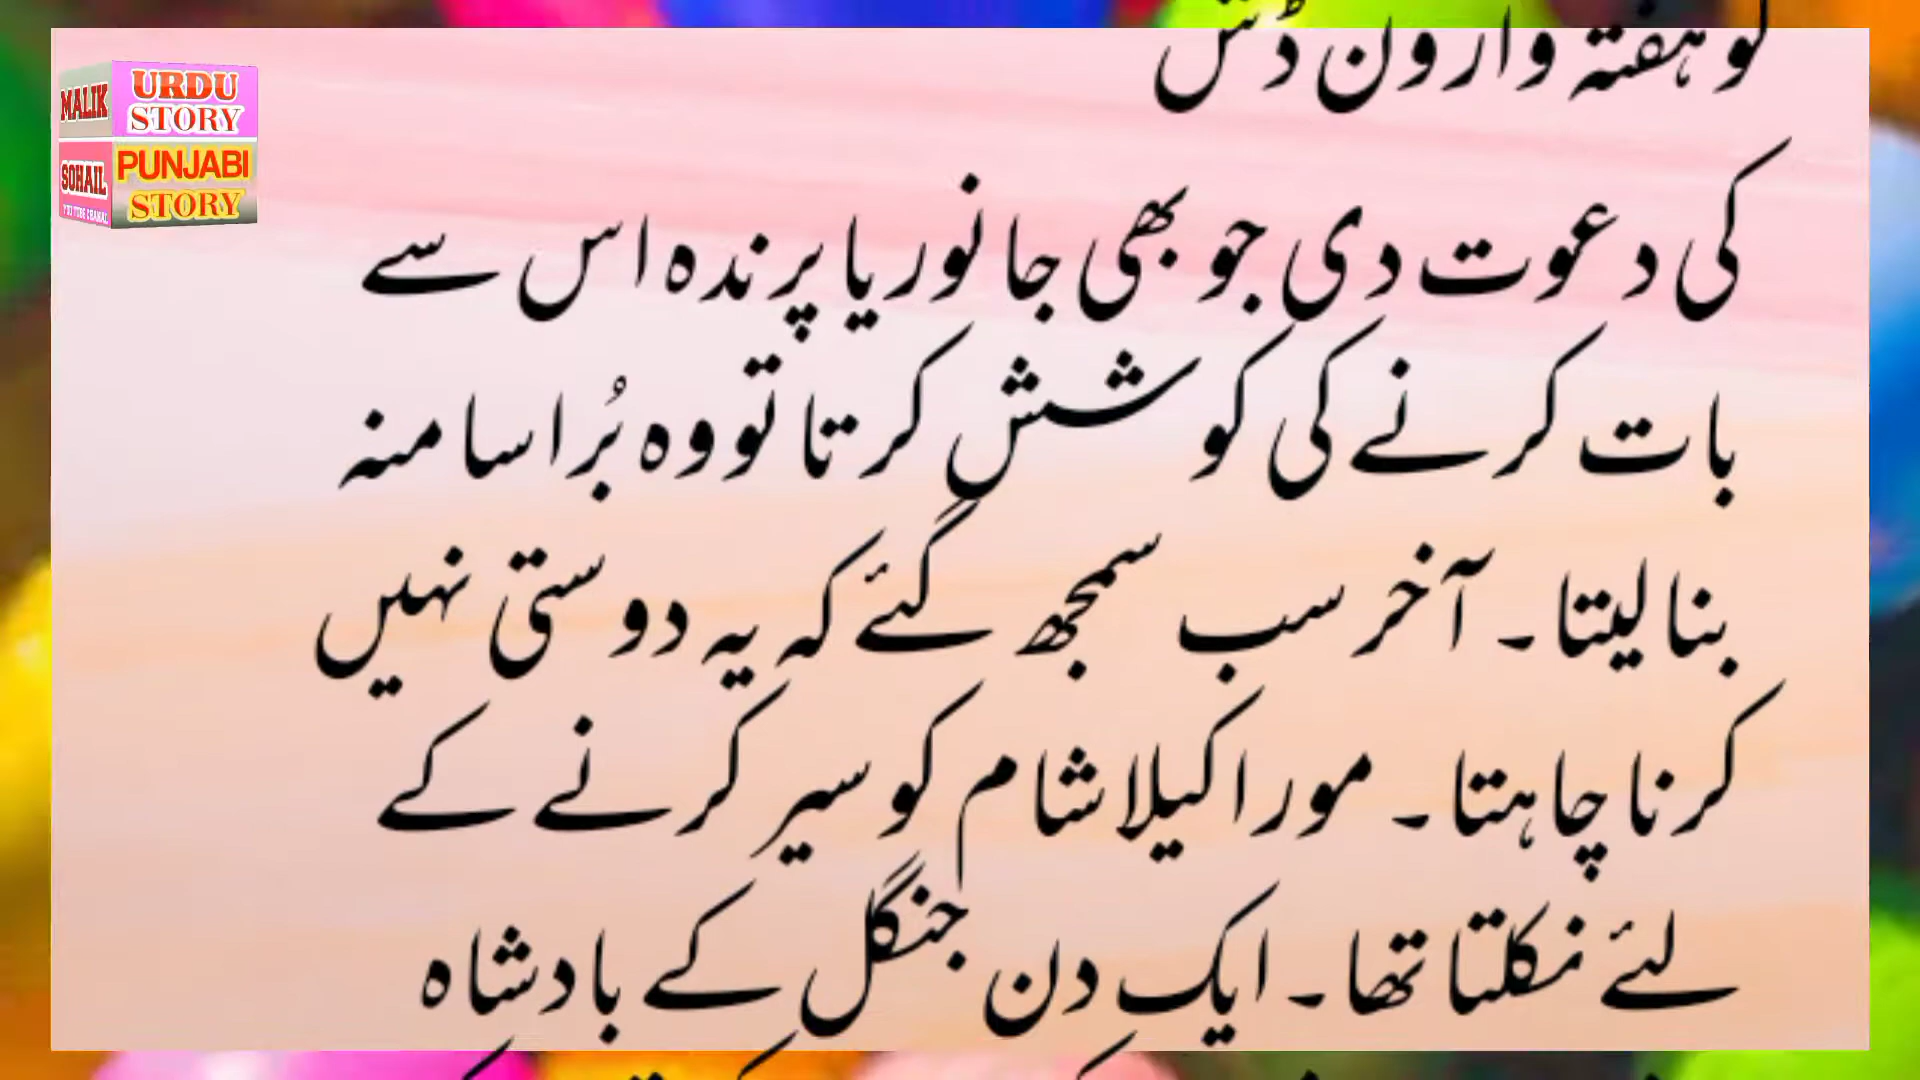 MALIK
URDU
STORY
SOHAIL
PUNJABI
STORY
کو ہفتہ وار ون ڈش
کی دعوت دی جو بھی جانور یا پرندہ اس سے
بات کرنے کی کوشش کرتا تو وہ بُرا سا منہ
بنا لیتا۔ آخر سب سمجھ گئے کہ یہ دوستی نہیں
کرنا چاہتا۔ مور اکیلا شام کو سیر کرنے کے
لئے نکلتا تھا۔ ایک دِن جنگل کے بادشاہ